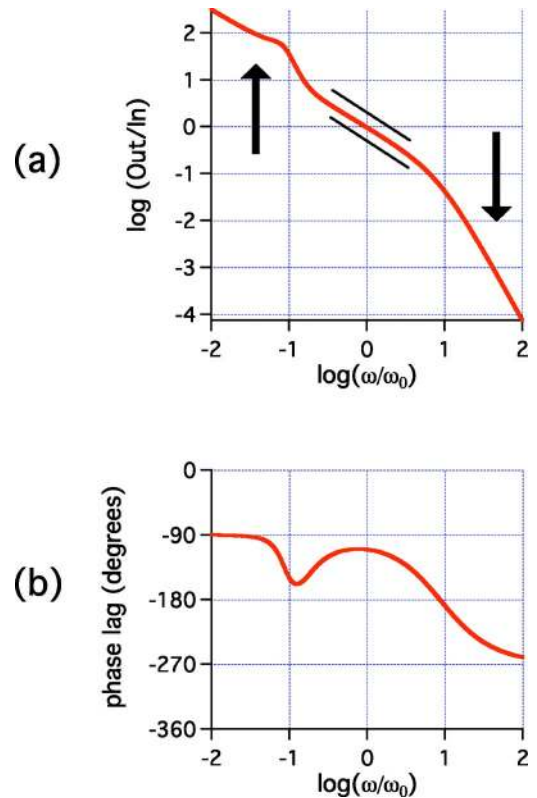 (a)
log (Out/In)
2
1
0
-1
-2
-3
-4
-2 -1 0 1 2
log(ω/ω₀)
(b)
phase lag (degrees)
0
-90
-180
-270
-360
-2 -1 0 1 2
log(ω/ω₀)